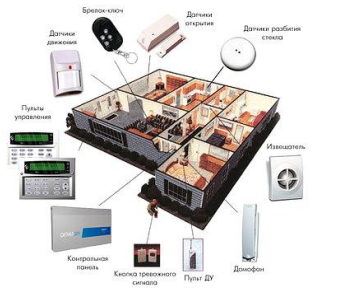 Брелок-ключ
Датчики
открытия
Датчики
движения
Датчики разбития
стекла
Пульты
управления
Извещатель
Контрольная
панель
Кнопка тревожного
сигнала
Пульт ДУ
Домофон